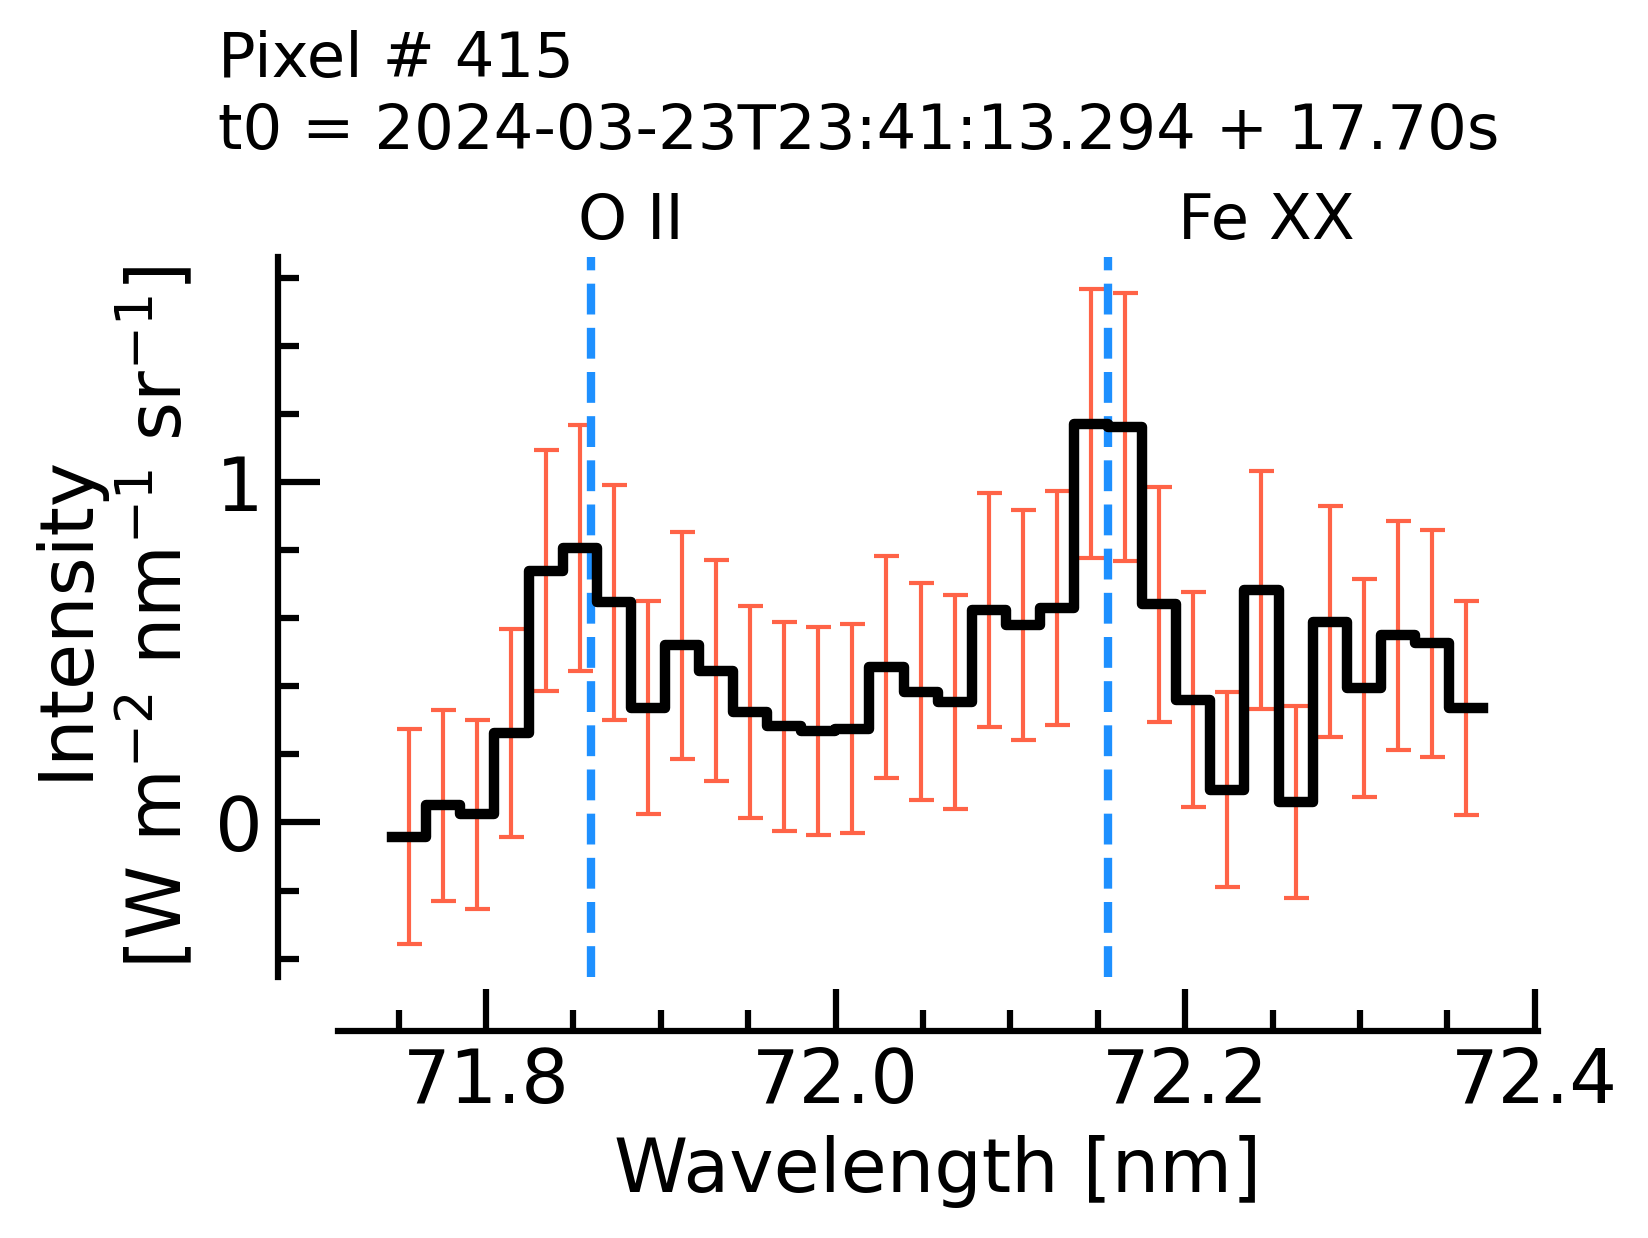 Pixel # 415
t0 = 2024-03-23T23:41:13.294 + 17.70s
O II Fe XX
Intensity
[W m⁻² nm⁻¹ sr⁻¹]
1
0
71.8 72.0 72.2 72.4
Wavelength [nm]